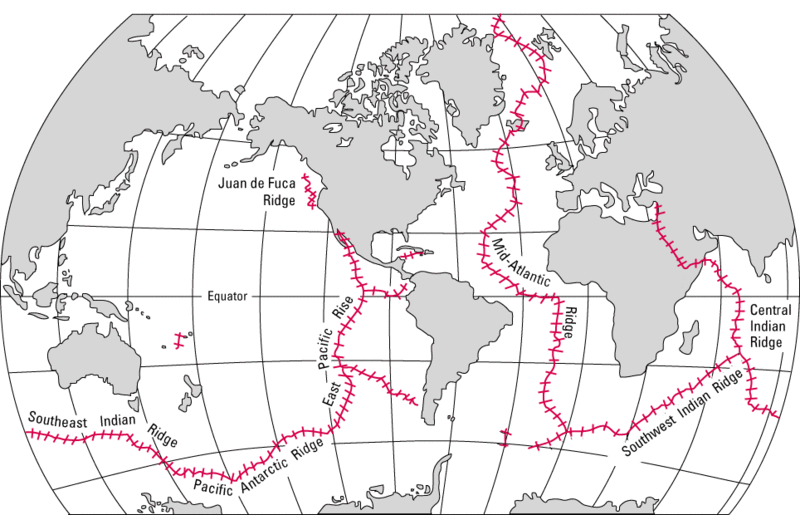 Juan de Fuca
Ridge
Mid-Atlantic
Ridge
Equator
East Pacific Rise
Central
Indian
Ridge
Southeast Indian Ridge
Pacific Antarctic Ridge
Southwest Indian Ridge